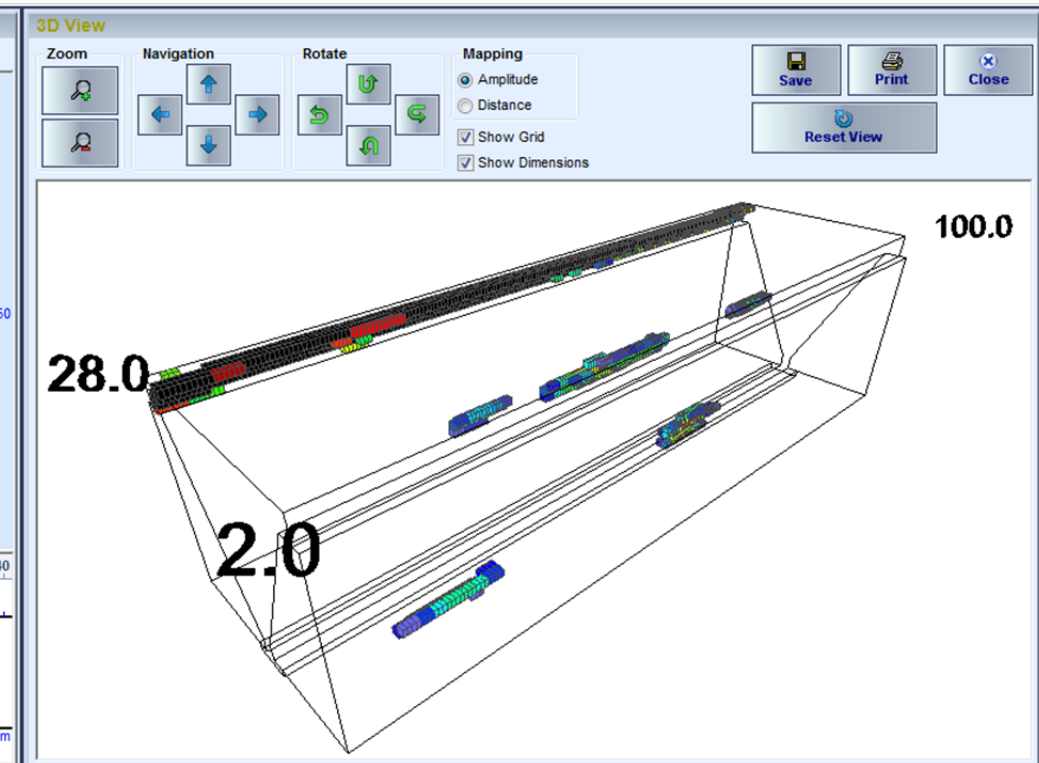 3D View
Zoom
Navigation
Rotate
Mapping
Amplitude
Distance
Show Grid
Show Dimensions
Save
Print
Close
Reset View
100.0
28.0
2.0
m